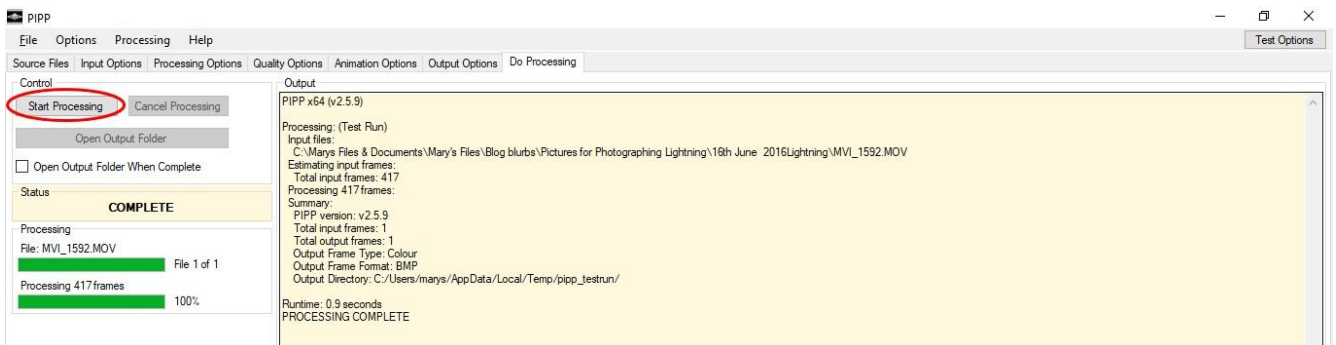 PIPP
File Options Processing Help
Test Options
Source Files Input Options Processing Options Quality Options Animation Options Output Options Do Processing
Control
Start Processing Cancel Processing
Open Output Folder
Open Output Folder When Complete
Status
COMPLETE
Processing
File: MVI_1592.MOV
File 1 of 1
Processing 417 frames
100%
Output
PIPP x64 (v2.5.9)
Processing: (Test Run)
Input files:
C:\Marys Files & Documents\Mary's Files\Blog blurbs\Pictures for Photographing Lightning\16th June 2016Lightning\MVI_1592.MOV
Estimating input frames:
Total input frames: 417
Processing 417 frames:
Summary:
PIPP version: v2.5.9
Total input frames: 1
Total output frames: 1
Output Frame Type: Colour
Output Frame Format: BMP
Output Directory: C:/Users/marys/AppData/Local/Temp/pipp_testrun/
Runtime: 0.9 seconds
PROCESSING COMPLETE